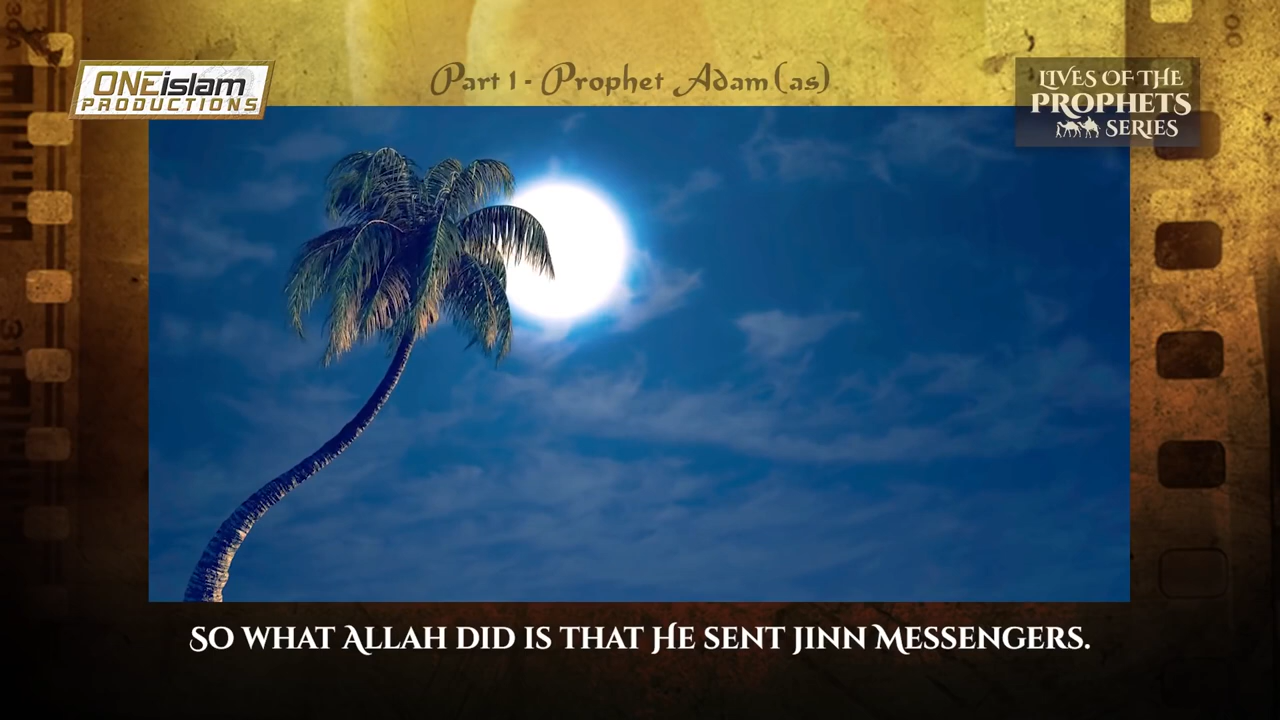 ONEislam
PRODUCTIONS
Part 1 - Prophet Adam (as)
LIVES OF THE
PROPHETS
SERIES
SO WHAT ALLAH DID IS THAT HE SENT JINN MESSENGERS.